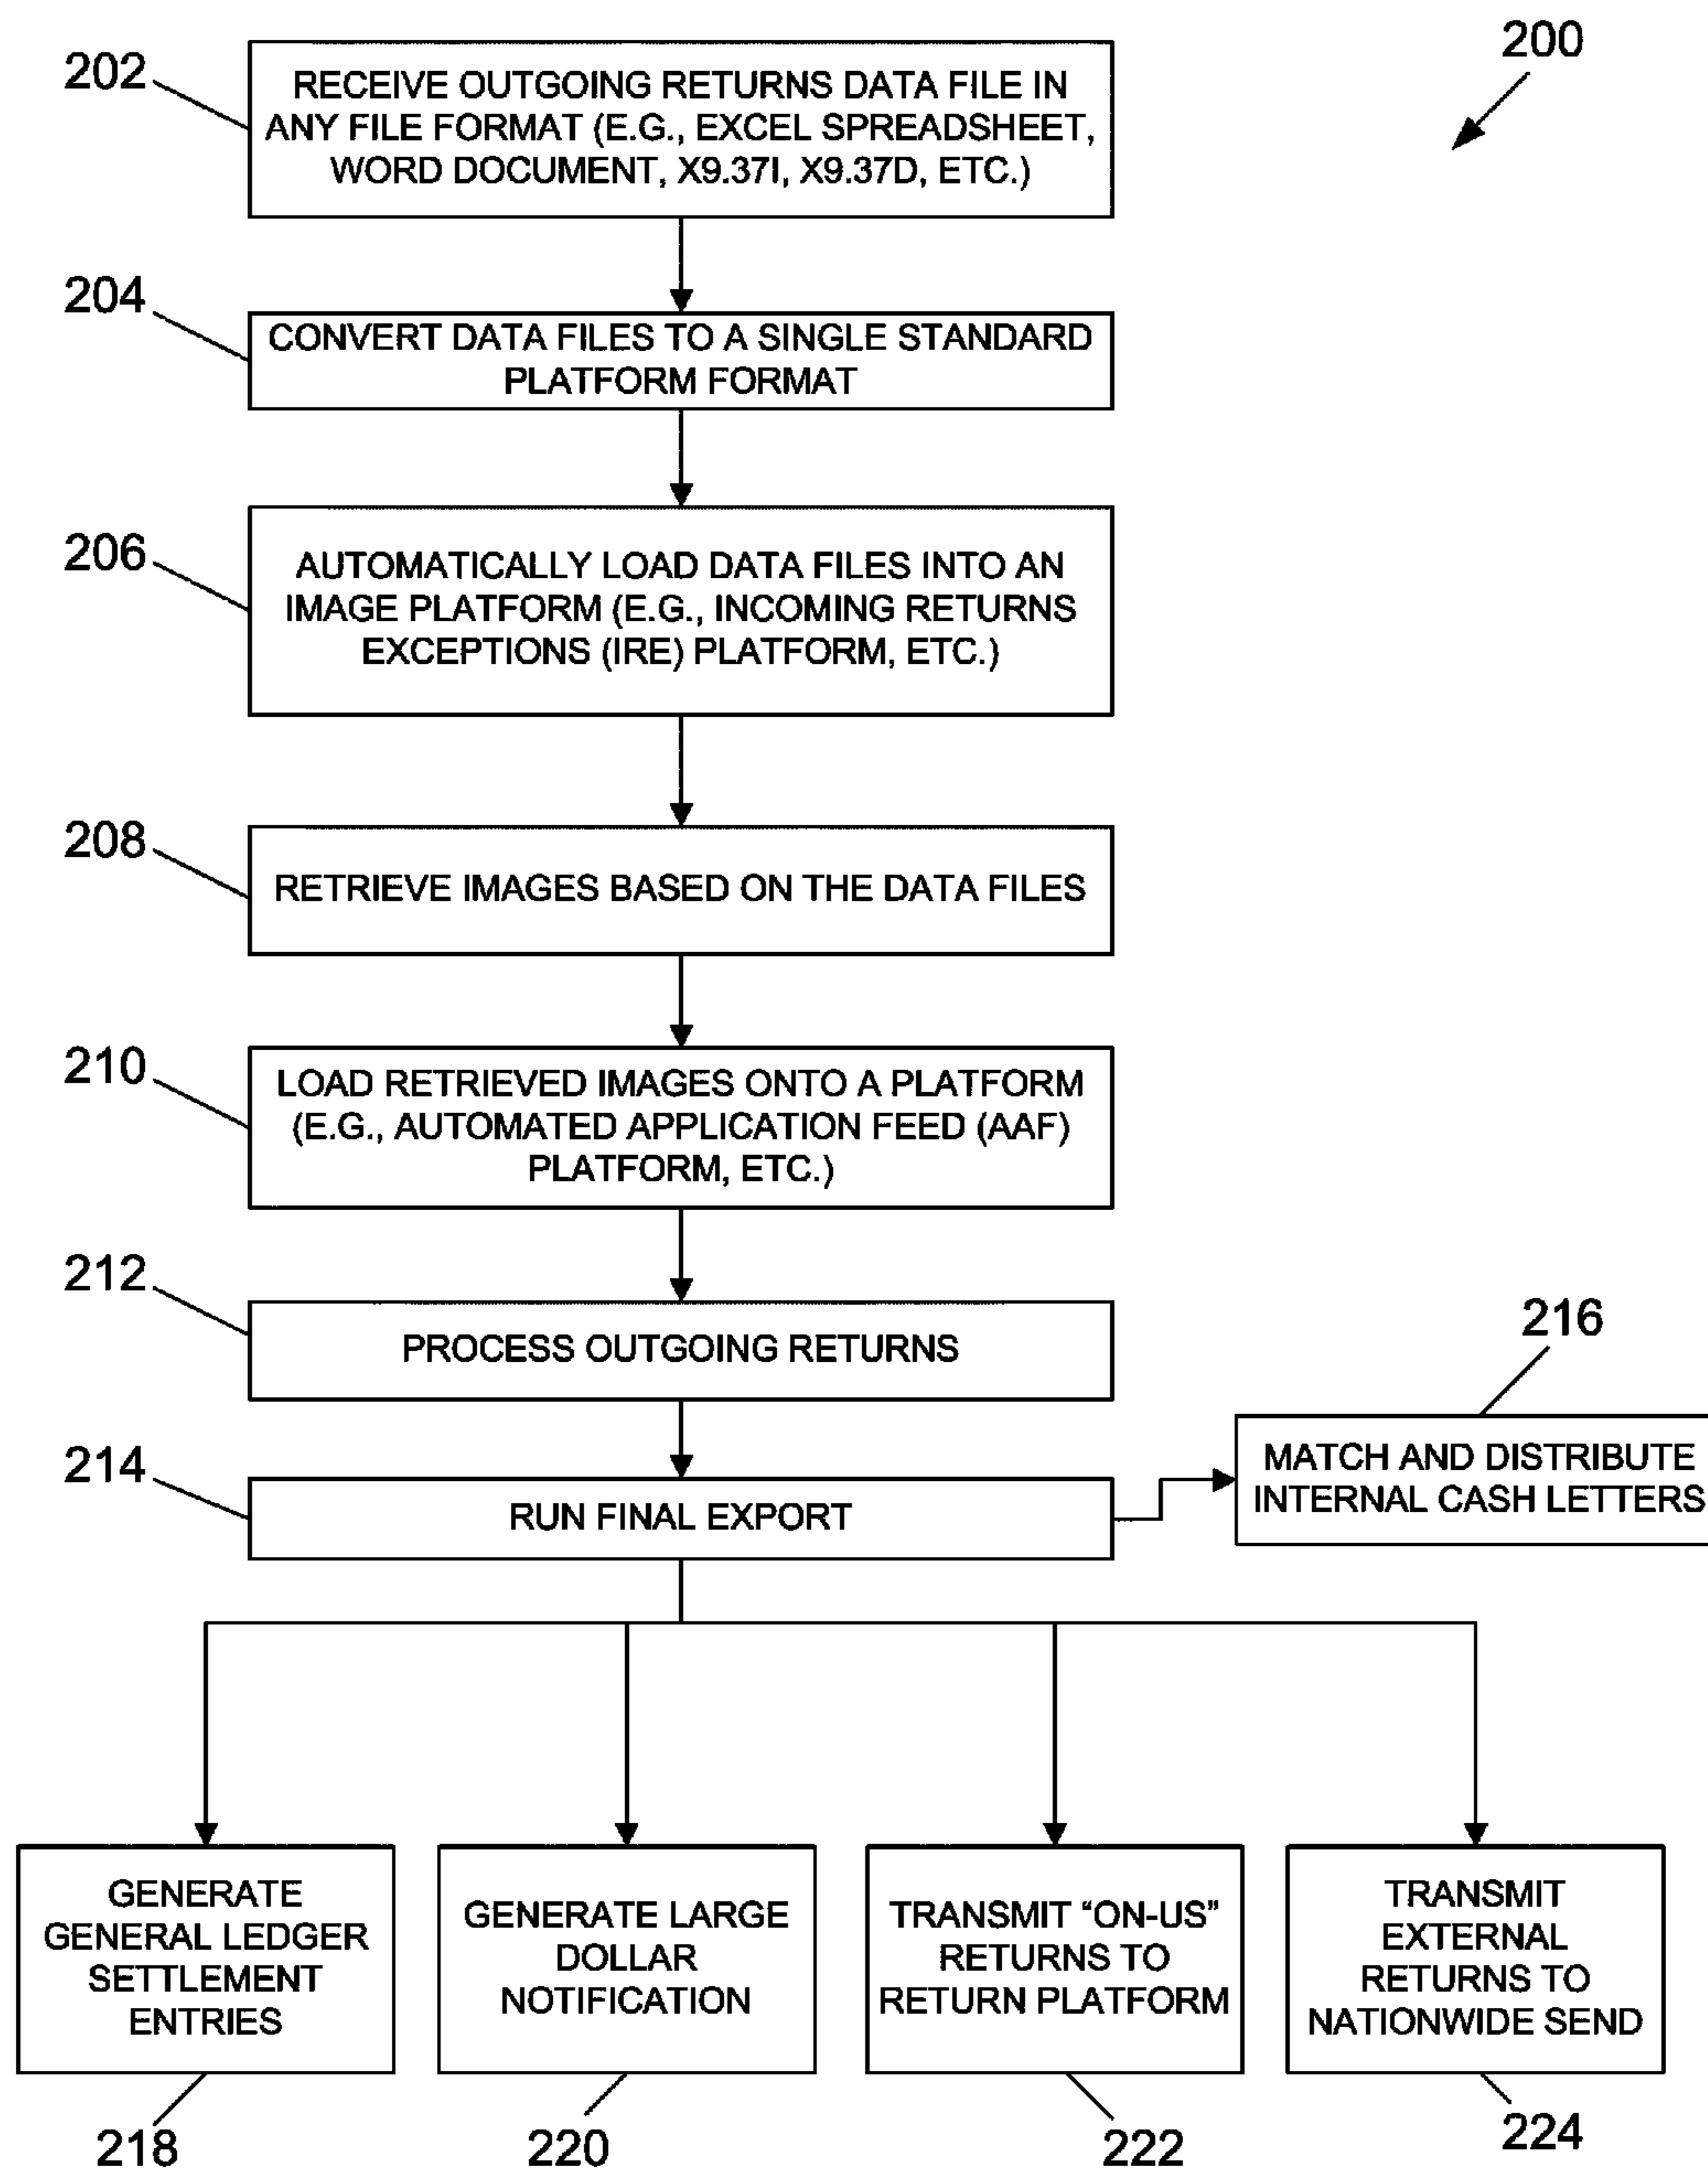 200
202
RECEIVE OUTGOING RETURNS DATA FILE IN
ANY FILE FORMAT (E.G., EXCEL SPREADSHEET,
WORD DOCUMENT, X9.37I, X9.37D, ETC.)
204
CONVERT DATA FILES TO A SINGLE STANDARD
PLATFORM FORMAT
206
AUTOMATICALLY LOAD DATA FILES INTO AN
IMAGE PLATFORM (E.G., INCOMING RETURNS
EXCEPTIONS (IRE) PLATFORM, ETC.)
208
RETRIEVE IMAGES BASED ON THE DATA FILES
210
LOAD RETRIEVED IMAGES ONTO A PLATFORM
(E.G., AUTOMATED APPLICATION FEED (AAF)
PLATFORM, ETC.)
212
PROCESS OUTGOING RETURNS
214
RUN FINAL EXPORT
216
MATCH AND DISTRIBUTE
INTERNAL CASH LETTERS
GENERATE
GENERAL LEDGER
SETTLEMENT
ENTRIES
218
GENERATE LARGE
DOLLAR
NOTIFICATION
220
TRANSMIT “ON-US”
RETURNS TO
RETURN PLATFORM
222
TRANSMIT
EXTERNAL
RETURNS TO
NATIONWIDE SEND
224